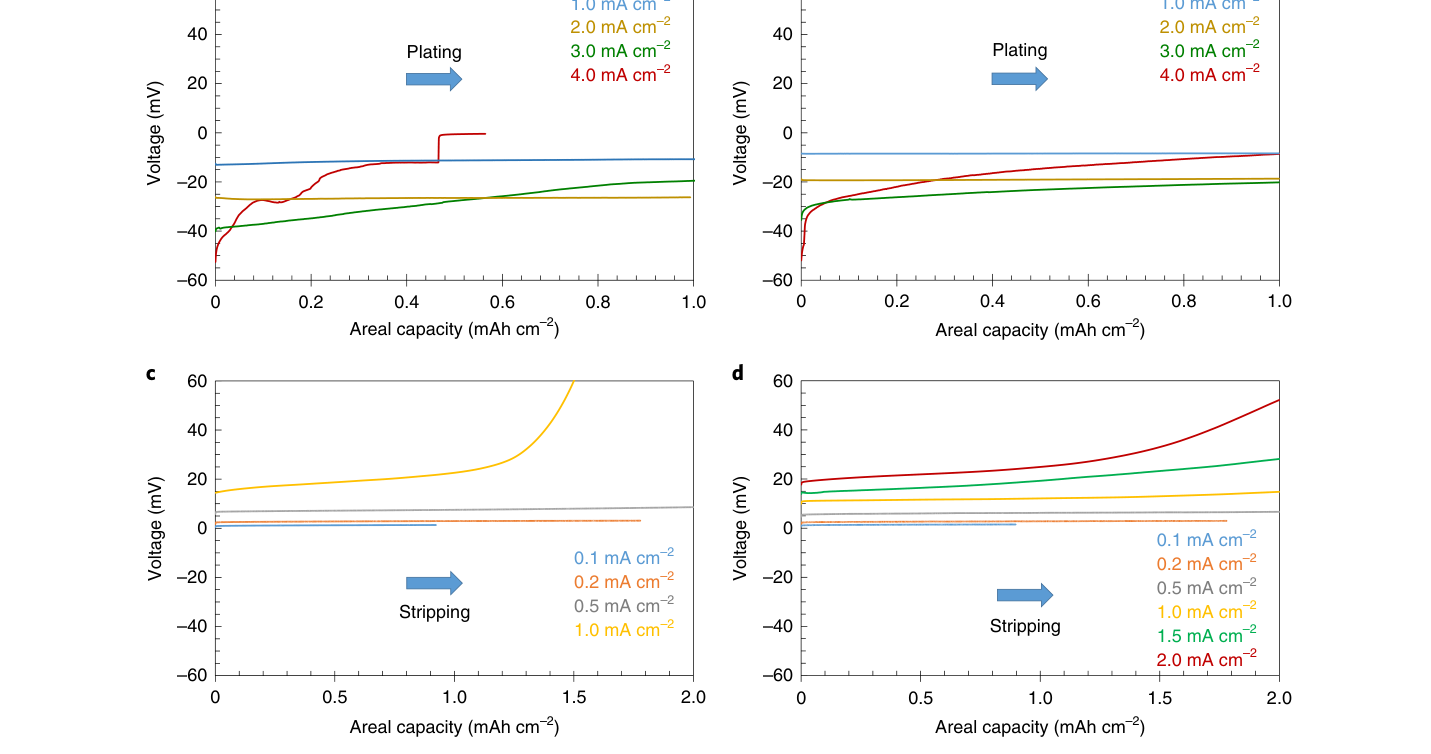 1.0 mA cm⁻²
2.0 mA cm⁻²
3.0 mA cm⁻²
4.0 mA cm⁻²
Plating
40
20
0
–20
–40
–60
Voltage (mV)
0 0.2 0.4 0.6 0.8 1.0
Areal capacity (mAh cm⁻²)
1.0 mA cm⁻²
2.0 mA cm⁻²
3.0 mA cm⁻²
4.0 mA cm⁻²
Plating
40
20
0
–20
–40
–60
Voltage (mV)
0 0.2 0.4 0.6 0.8 1.0
Areal capacity (mAh cm⁻²)
c
60
40
20
0
–20
–40
–60
Voltage (mV)
0.1 mA cm⁻²
0.2 mA cm⁻²
0.5 mA cm⁻²
1.0 mA cm⁻²
Stripping
0 0.5 1.0 1.5 2.0
Areal capacity (mAh cm⁻²)
d
60
40
20
0
–20
–40
–60
Voltage (mV)
0.1 mA cm⁻²
0.2 mA cm⁻²
0.5 mA cm⁻²
1.0 mA cm⁻²
1.5 mA cm⁻²
2.0 mA cm⁻²
Stripping
0 0.5 1.0 1.5 2.0
Areal capacity (mAh cm⁻²)